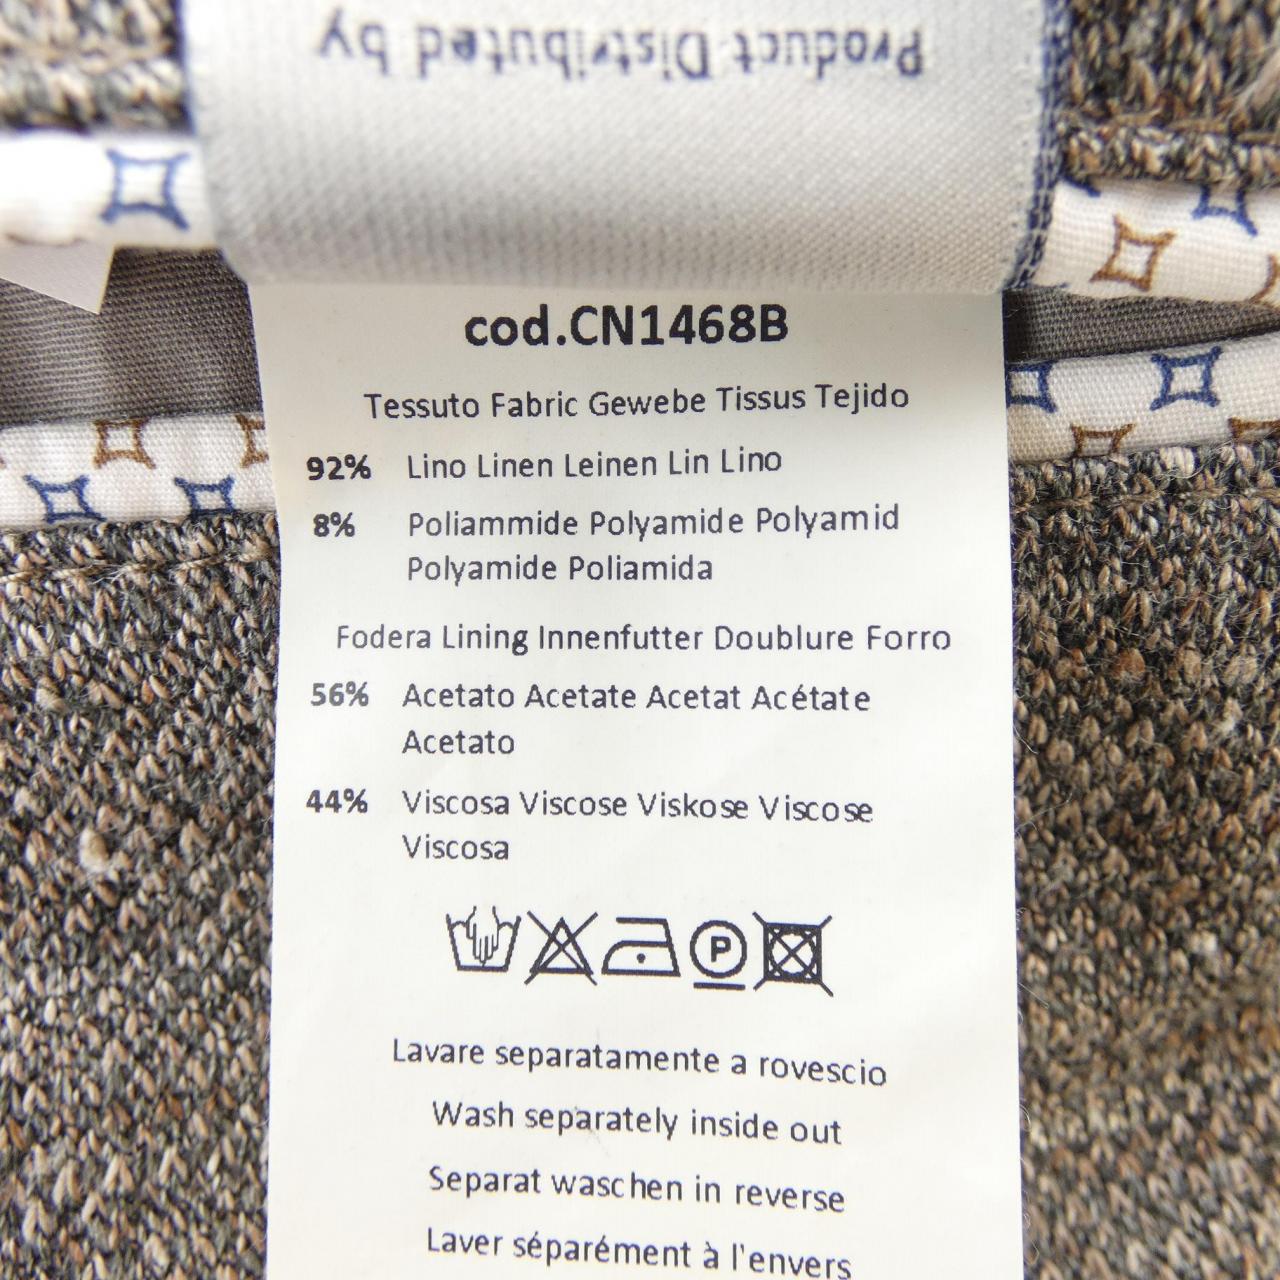 Product Distributed by
cod.CN1468B
Tessuto Fabric Gewebe Tissus Tejido
92% Lino Linen Leinen Lin Lino
8% Poliammide Polyamide Polyamid
Polyamide Poliamida
Fodera Lining Innenfutter Doublure Forro
56% Acetato Acetate Acetat Acétate
Acetato
44% Viscosa Viscose Viskose Viscose
Viscosa
P
Lavare separatamente a rovescio
Wash separately inside out
Separat waschen in reverse
Laver séparément à l'envers